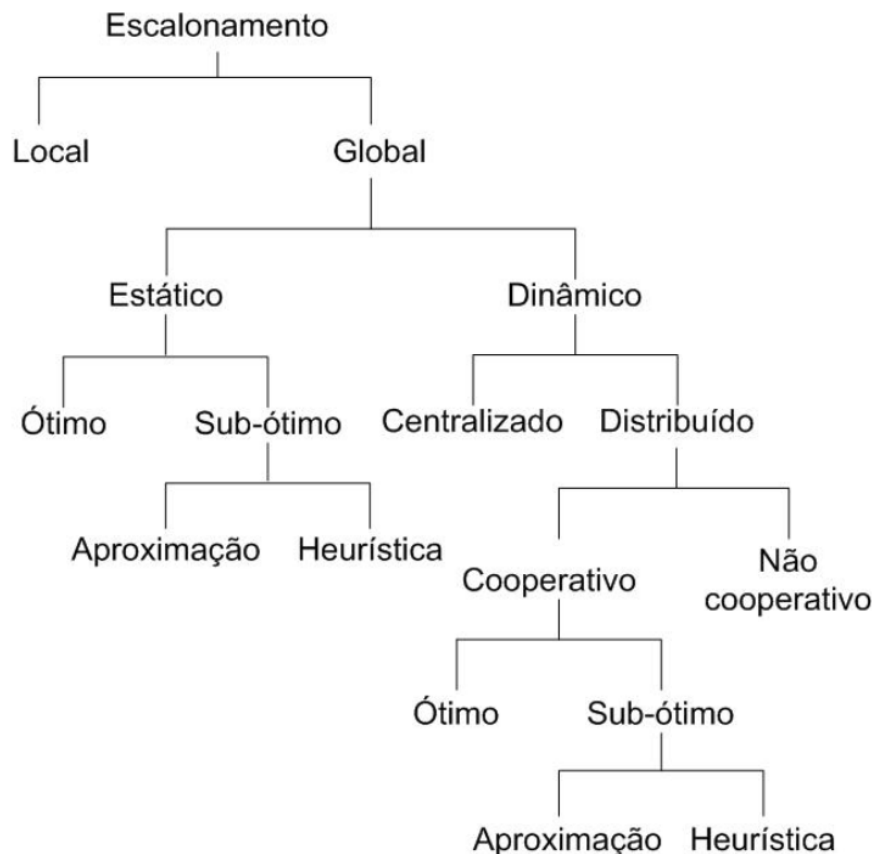 Escalonamento
Local
Global
Estático
Dinâmico
Ótimo
Sub-ótimo
Centralizado
Distribuído
Aproximação
Heurística
Cooperativo
Não
cooperativo
Ótimo
Sub-ótimo
Aproximação
Heurística